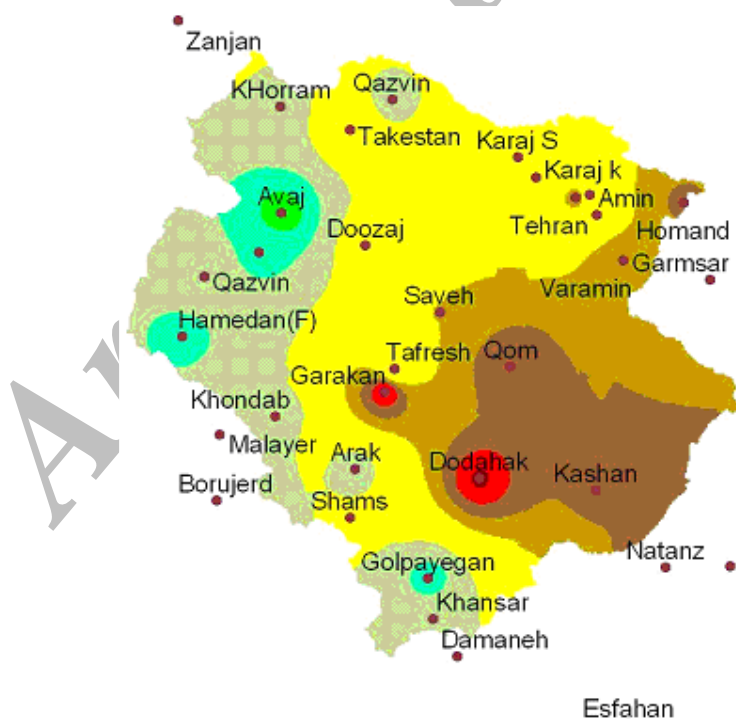 Zanjan
KHorram
Qazvin
Takestan
Karaj S
Karaj k
Avaj
Amin
Tehran
Homand
Doozaj
Garmsar
Qazvin
Varamin
Saveh
Hamedan(F)
Tafresh
Qom
Garakan
Khondab
Malayer
Arak
Dodahak
Kashan
Borujerd
Shams
Natanz
Golpayegan
Khansar
Damaneh
Esfahan